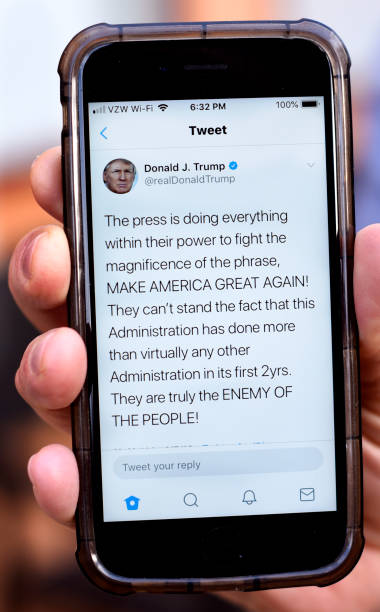 VZW Wi-Fi 6:32 PM 100%
Tweet
Donald J. Trump
@realDonaldTrump
The press is doing everything
within their power to fight the
magnificence of the phrase,
MAKE AMERICA GREAT AGAIN!
They can't stand the fact that this
Administration has done more
than virtually any other
Administration in its first 2yrs.
They are truly the ENEMY OF
THE PEOPLE!
Tweet your reply